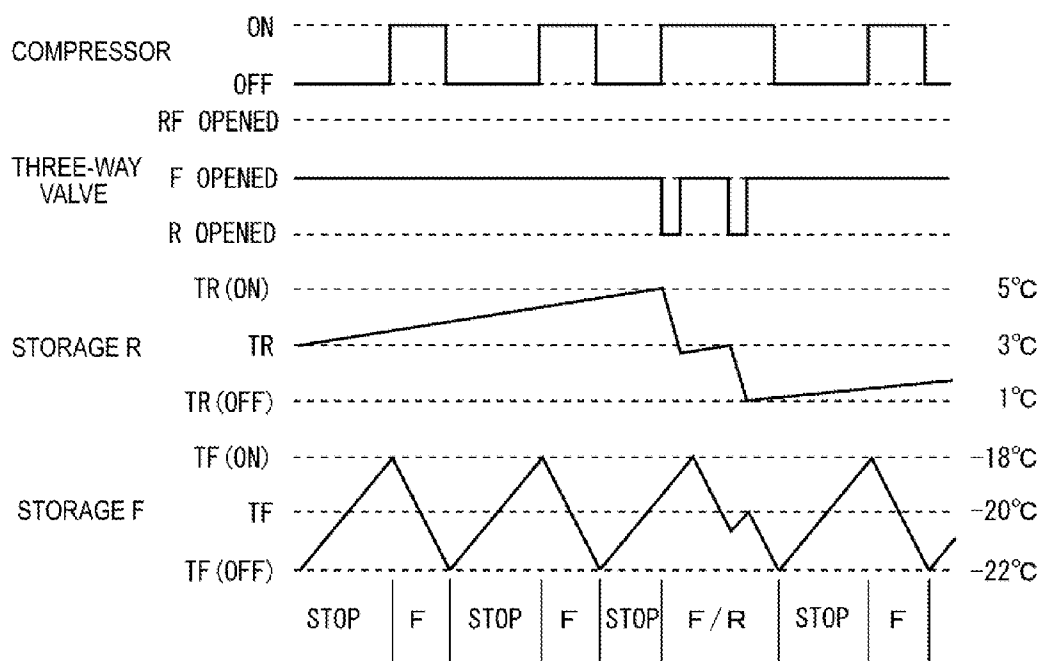 ON
COMPRESSOR
OFF
RF OPENED
THREE-WAY
VALVE
F OPENED
R OPENED
TR (ON) 5°C
STORAGE R TR 3°C
TR (OFF) 1°C
TF (ON) -18°C
STORAGE F TF -20°C
TF (OFF) -22°C
STOP F STOP F STOP F/R STOP F